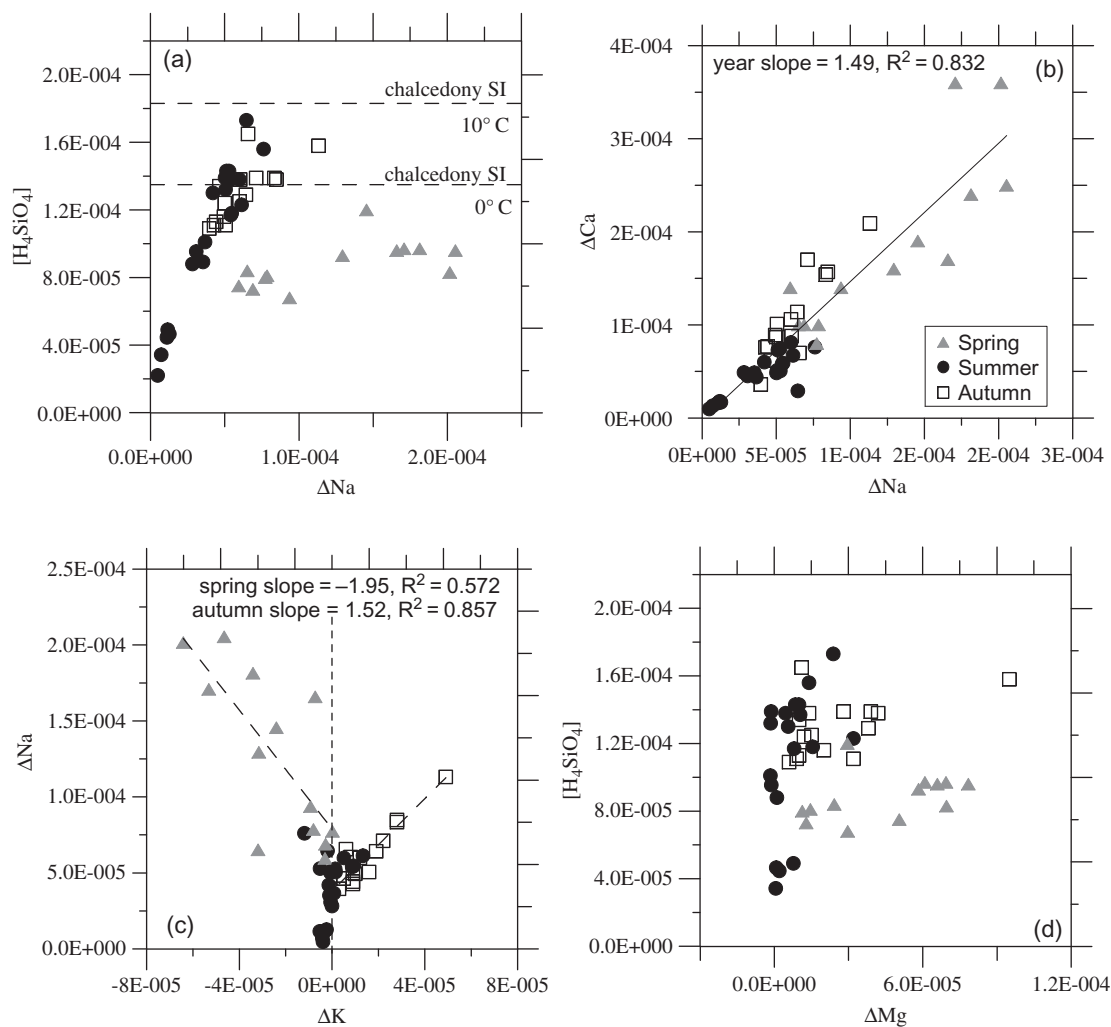 (a)
2.0E-004
1.6E-004
1.2E-004
8.0E-005
4.0E-005
0.0E+000
[H₄SiO₄]
chalcedony SI
10° C
chalcedony SI
0° C
0.0E+000 1.0E-004 2.0E-004
ΔNa
(b)
year slope = 1.49, R² = 0.832
4E-004
3E-004
2E-004
1E-004
0E+000
ΔCa
Spring
Summer
Autumn
0E+000 5E-005 1E-004 2E-004 2E-004 3E-004
ΔNa
(c)
spring slope = –1.95, R² = 0.572
autumn slope = 1.52, R² = 0.857
2.5E-004
2.0E-004
1.5E-004
1.0E-004
5.0E-005
0.0E+000
ΔNa
-8E-005 -4E-005 0E+000 4E-005 8E-005
ΔK
(d)
2.0E-004
1.6E-004
1.2E-004
8.0E-005
4.0E-005
0.0E+000
[H₄SiO₄]
0.0E+000 6.0E-005 1.2E-004
ΔMg